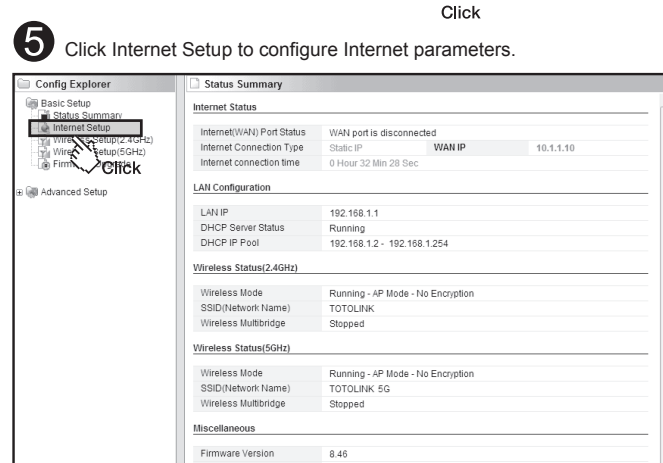 Click
5 Click Internet Setup to configure Internet parameters.
Config Explorer
Basic Setup
Status Summary
Internet Setup
Setup(2.4GHz)
Setup(5GHz)
Click
Advanced Setup
Status Summary
Internet Status
Internet(WAN) Port Status WAN port is disconnected
Internet Connection Type Static IP WAN IP 10.1.1.10
Internet connection time 0 Hour 32 Min 28 Sec
LAN Configuration
LAN IP 192.168.1.1
DHCP Server Status Running
DHCP IP Pool 192.168.1.2 - 192.168.1.254
Wireless Status(2.4GHz)
Wireless Mode Running - AP Mode - No Encryption
SSID(Network Name) TOTOLINK
Wireless Multibridge Stopped
Wireless Status(5GHz)
Wireless Mode Running - AP Mode - No Encryption
SSID(Network Name) TOTOLINK 5G
Wireless Multibridge Stopped
Miscellaneous
Firmware Version 8.46